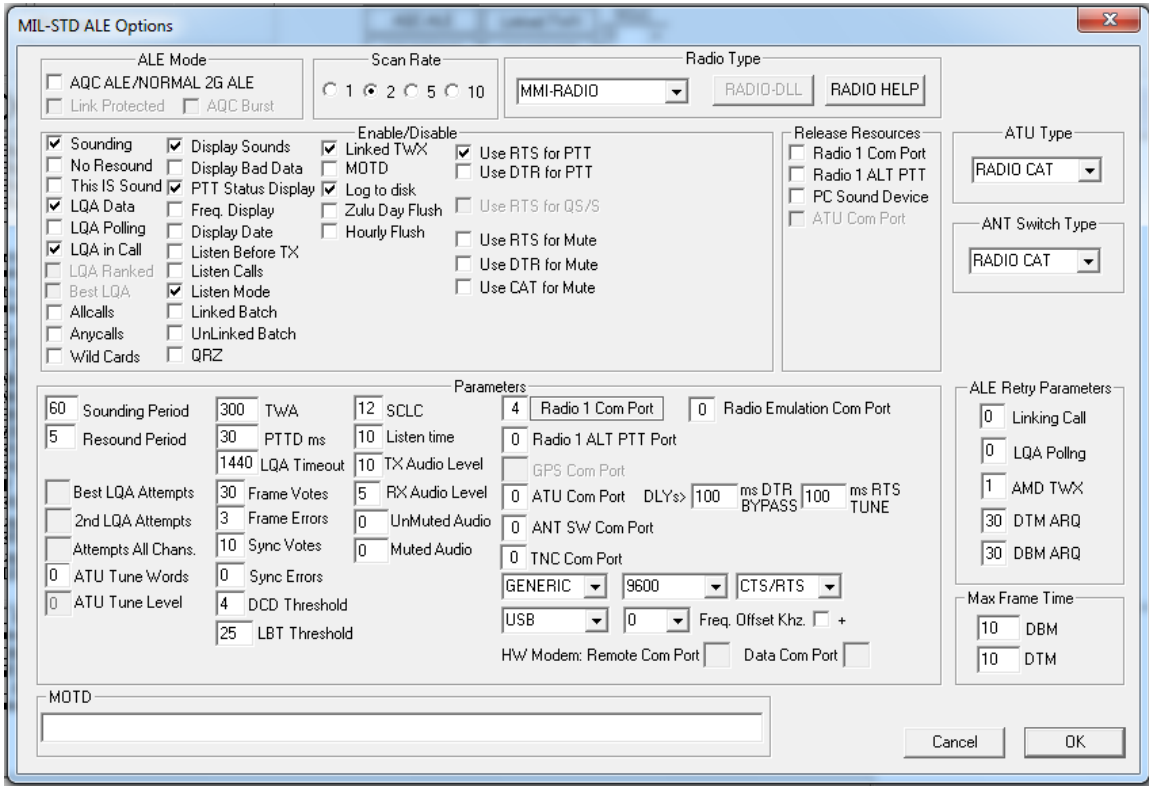 MIL-STD ALE Options
ALE Mode
AQC ALE/NORMAL 2G ALE
Link Protected AQC Burst
Scan Rate
1 2 5 10
Radio Type
MMI-RADIO RADIO-DLL RADIO HELP
Enable/Disable
Sounding
No Resound
This IS Sound
LQA Data
LQA Polling
LQA in Call
LQA Ranked
Best LQA
Allcalls
Anycalls
Wild Cards
Display Sounds
Display Bad Data
PTT Status Display
Freq. Display
Display Date
Listen Before TX
Listen Calls
Listen Mode
Linked Batch
UnLinked Batch
QRZ
Linked TWX
MOTD
Log to disk
Zulu Day Flush
Hourly Flush
Use RTS for PTT
Use DTR for PTT
Use RTS for QS/S
Use RTS for Mute
Use DTR for Mute
Use CAT for Mute
Release Resources
Radio 1 Com Port
Radio 1 ALT PTT
PC Sound Device
ATU Com Port
ATU Type
RADIO CAT
ANT Switch Type
RADIO CAT
Parameters
60 Sounding Period
5 Resound Period
Best LQA Attempts
2nd LQA Attempts
Attempts All Chans.
0 ATU Tune Words
0 ATU Tune Level
300 TWA
30 PTTD ms
1440 LQA Timeout
30 Frame Votes
3 Frame Errors
10 Sync Votes
0 Sync Errors
4 DCD Threshold
25 LBT Threshold
12 SCLC
10 Listen time
10 TX Audio Level
5 RX Audio Level
0 UnMuted Audio
0 Muted Audio
4 Radio 1 Com Port 0 Radio Emulation Com Port
0 Radio 1 ALT PTT Port
GPS Com Port
0 ATU Com Port DLYs> 100 ms DTR BYPASS 100 ms RTS TUNE
0 ANT SW Com Port
0 TNC Com Port
GENERIC 9600 CTS/RTS
USB 0 Freq. Offset Khz. +
HW Modem: Remote Com Port Data Com Port
ALE Retry Parameters
0 Linking Call
0 LQA Pollng
1 AMD TWX
30 DTM ARQ
30 DBM ARQ
Max Frame Time
10 DBM
10 DTM
MOTD
Cancel OK